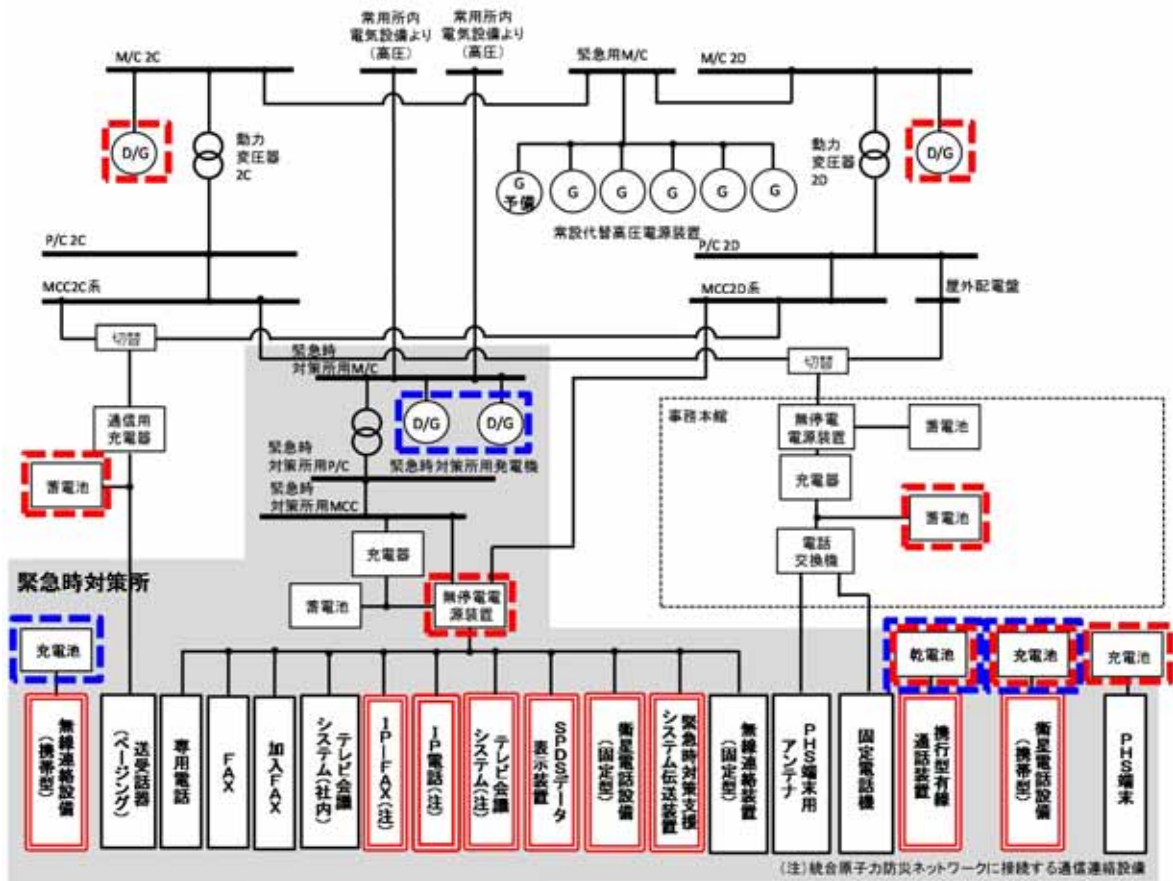 常用所内
電気設備より
(高圧)
常用所内
電気設備より
(高圧)
M/C 2C
緊急用M/C
M/C 2D
D/G
動力
変圧器
2C
G
予備
G
G
G
G
G
常設代替高圧電源装置
動力
変圧器
2D
D/G
P/C 2C
P/C 2D
MCC2C系
MCC2D系
屋外配電盤
切替
緊急時
対策所用M/C
切替
通信用
充電器
D/G
D/G
緊急時対策所用発電機
事務本館
無停電
電源装置
蓄電池
蓄電池
緊急時
対策所用P/C
緊急時
対策所用MCC
充電器
蓄電池
充電器
電話
交換機
緊急時対策所
蓄電池
無停電電
源装置
充電池
乾電池
充電池
充電池
無線連絡設備
(携帯型)
送受話器
(ページング)
専用電話
FAX
加入FAX
テレビ会議
システム(社内)
IP-FAX(注)
IP電話(注)
テレビ会議
システム(注)
SPDSデータ
表示装置
衛星電話設備
(固定型)
緊急時対策支援
システム伝送装置
無線連絡装置
(固定型)
PHS端末用
アンテナ
固定電話機
携行型有線
通話装置
衛星電話設備
(携帯型)
PHS端末
(注)統合原子力防災ネットワークに接続する通信連絡設備